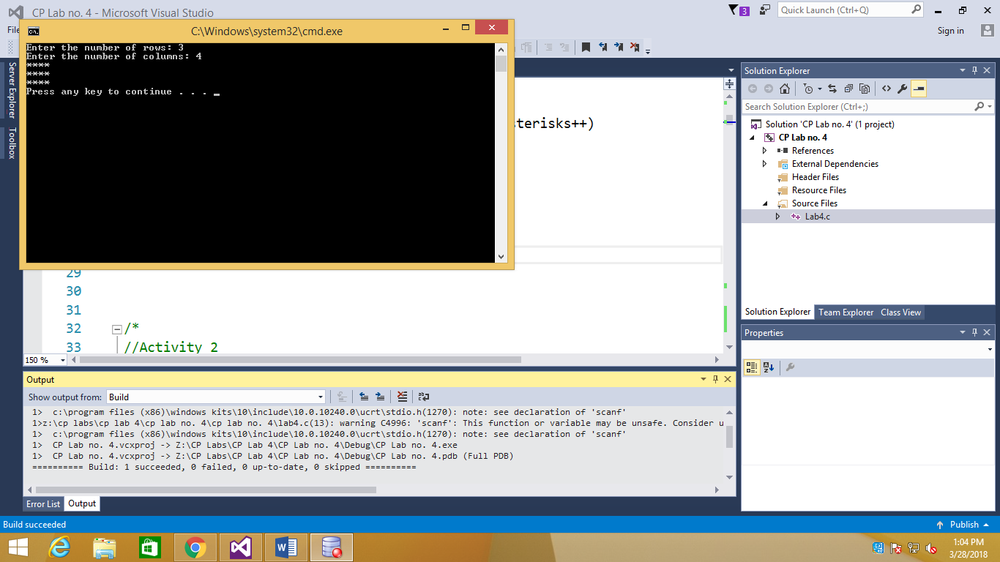 CP Lab no. 4 - Microsoft Visual Studio
3
Quick Launch (Ctrl+Q)
Sign in
C:\Windows\system32\cmd.exe
Enter the number of rows: 3
Enter the number of columns: 4
****
****
****
Press any key to continue . . . _
Server Explorer
Toolbox
sterisks++)
29
30
31
32 /*
33 //Activity 2
150 %
Output
Show output from: Build
1> c:\program files (x86)\windows kits\10\include\10.0.10240.0\ucrt\stdio.h(1270): note: see declaration of 'scanf'
1>z:\cp labs\cp lab 4\cp lab no. 4\cp lab no. 4\lab4.c(13): warning C4996: 'scanf': This function or variable may be unsafe. Consider u
1> c:\program files (x86)\windows kits\10\include\10.0.10240.0\ucrt\stdio.h(1270): note: see declaration of 'scanf'
1> CP Lab no. 4.vcxproj -> Z:\CP Labs\CP Lab 4\CP Lab no. 4\Debug\CP Lab no. 4.exe
1> CP Lab no. 4.vcxproj -> Z:\CP Labs\CP Lab 4\CP Lab no. 4\Debug\CP Lab no. 4.pdb (Full PDB)
========== Build: 1 succeeded, 0 failed, 0 up-to-date, 0 skipped ==========
Error List
Output
Solution Explorer
Search Solution Explorer (Ctrl+;)
Solution 'CP Lab no. 4' (1 project)
CP Lab no. 4
References
External Dependencies
Header Files
Resource Files
Source Files
Lab4.c
Solution Explorer
Team Explorer
Class View
Properties
Build succeeded
Publish
1:04 PM
3/28/2018